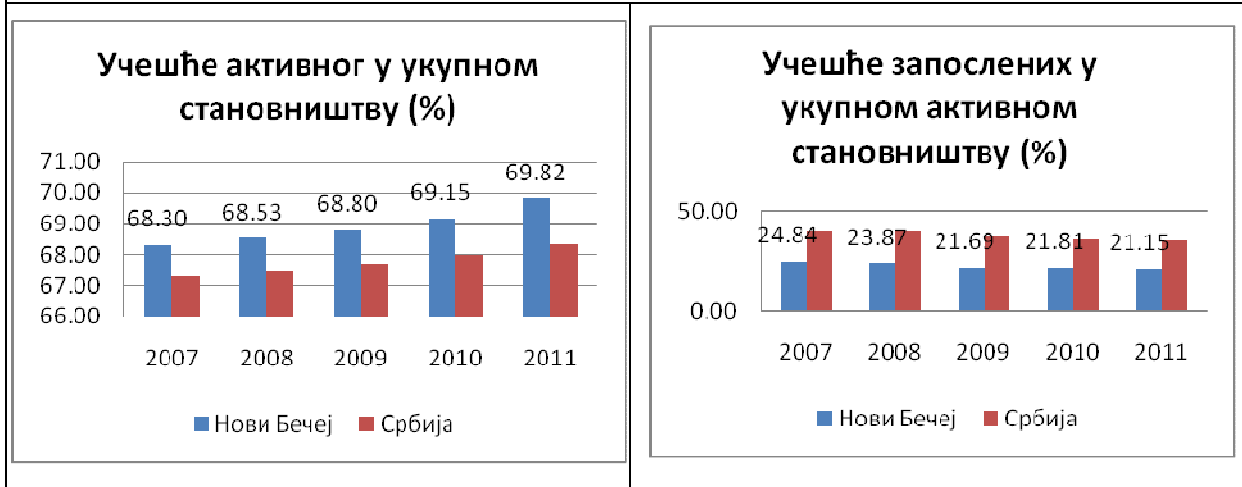 Учешће активног у укупном
становништву (%)
71.00
70.00
69.00
68.00
67.00
66.00
68.30
68.53
68.80
69.15
69.82
2007 2008 2009 2010 2011
Нови Бечеј Србија
Учешће запослених у
укупном активном
становништву (%)
50.00
0.00
24.84 23.87 21.69 21.81 21.15
2007 2008 2009 2010 2011
Нови Бечеј Србија